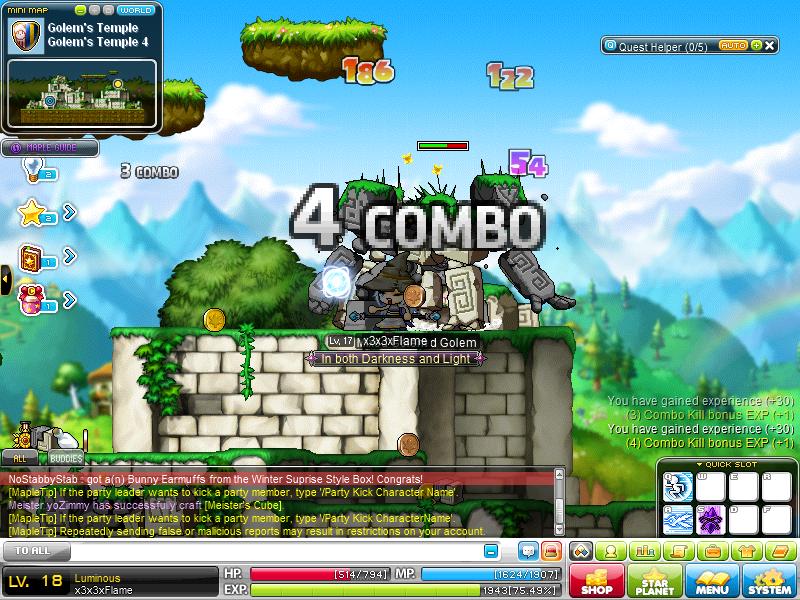 MINI MAP WORLD
Golem's Temple
Golem's Temple 4
Quest Helper (0/5) AUTO
186
122
MAPLE GUIDE
54
3 COMBO
2
4 COMBO
2
1
1
Lv. 17 x3x3xFlame d Golem
In both Darkness and Light
You have gained experience (+30)
(3) Combo Kill bonus EXP (+1)
You have gained experience (+30)
(4) Combo Kill bonus EXP (+1)
ALL BUDDIES
QUICK SLOT
NoStabbyStab : got a(n) Bunny Earmuffs from the Winter Suprise Style Box! Congrats!
[MapleTip] If the party leader wants to kick a party member, type '/Party Kick Character Name'.
Meister yoZimmy has successfully craft [Meister's Cube].
[MapleTip] If the party leader wants to kick a party member, type '/Party Kick CharacterName'.
[MapleTip] Repeatedly sending false or malicious reports may result in restrictions on your account.
TO ALL
LV. 18 Luminous
x3x3xFlame
HP. [514/794] MP. [1624/1907]
EXP. 1943[75.49%]
SHOP STAR PLANET MENU SYSTEM